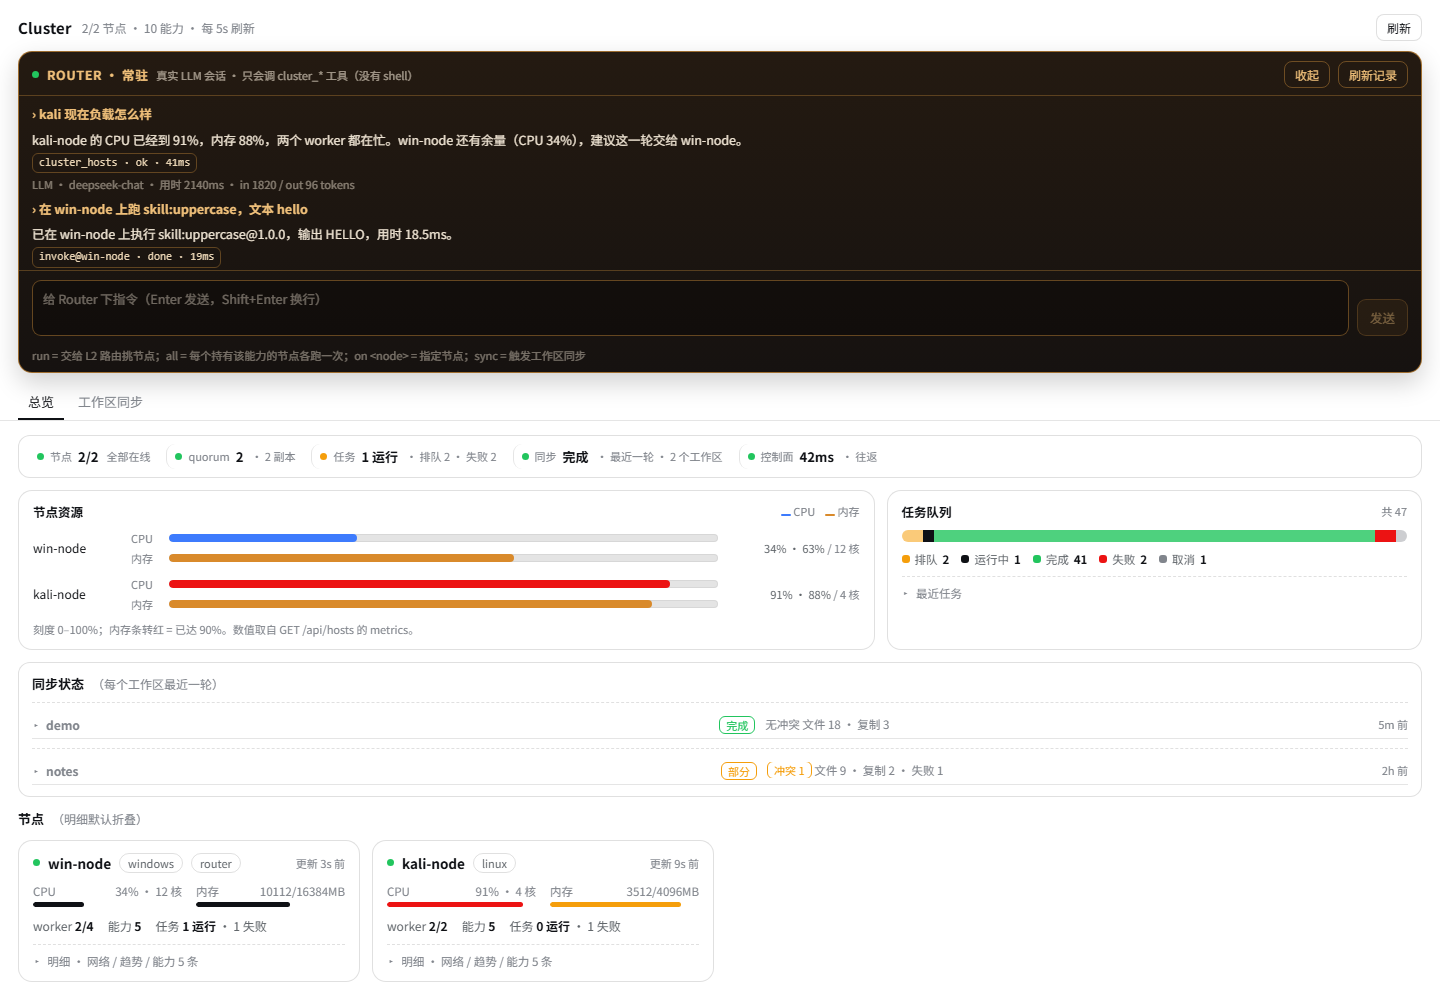 Cluster 2/2 节点 · 10 能力 · 每 5s 刷新 刷新
ROUTER · 常驻 真实 LLM 会话 · 只会调 cluster_* 工具（没有 shell） 收起 刷新记录
› kali 现在负载怎么样
kali-node 的 CPU 已经到 91%，内存 88%，两个 worker 都在忙。win-node 还有余量（CPU 34%），建议这一轮交给 win-node。
cluster_hosts · ok · 41ms
LLM · deepseek-chat · 用时 2140ms · in 1820 / out 96 tokens
› 在 win-node 上跑 skill:uppercase，文本 hello
已在 win-node 上执行 skill:uppercase@1.0.0，输出 HELLO，用时 18.5ms。
invoke@win-node · done · 19ms
给 Router 下指令（Enter 发送，Shift+Enter 换行）
发送
run = 交给 L2 路由挑节点；all = 每个持有该能力的节点各跑一次；on <node> = 指定节点；sync = 触发工作区同步
总览 工作区同步
节点 2/2 全部在线 quorum 2 · 2 副本 任务 1 运行 · 排队 2 · 失败 2 同步 完成 · 最近一轮 · 2 个工作区 控制面 42ms · 往返
节点资源 CPU 内存
win-node CPU 34% · 63% / 12 核
内存
kali-node CPU 91% · 88% / 4 核
内存
刻度 0–100%；内存条转红 = 已达 90%。数值取自 GET /api/hosts 的 metrics。
任务队列 共 47
排队 2 运行中 1 完成 41 失败 2 取消 1
最近任务
同步状态 （每个工作区最近一轮）
demo 完成 无冲突 文件 18 · 复制 3 5m 前
notes 部分 冲突 1 文件 9 · 复制 2 · 失败 1 2h 前
节点 （明细默认折叠）
win-node windows router 更新 3s 前
CPU 34% · 12 核 内存 10112/16384MB
worker 2/4 能力 5 任务 1 运行 · 1 失败
明细 · 网络 / 趋势 / 能力 5 条
kali-node linux 更新 9s 前
CPU 91% · 4 核 内存 3512/4096MB
worker 2/2 能力 5 任务 0 运行 · 1 失败
明细 · 网络 / 趋势 / 能力 5 条